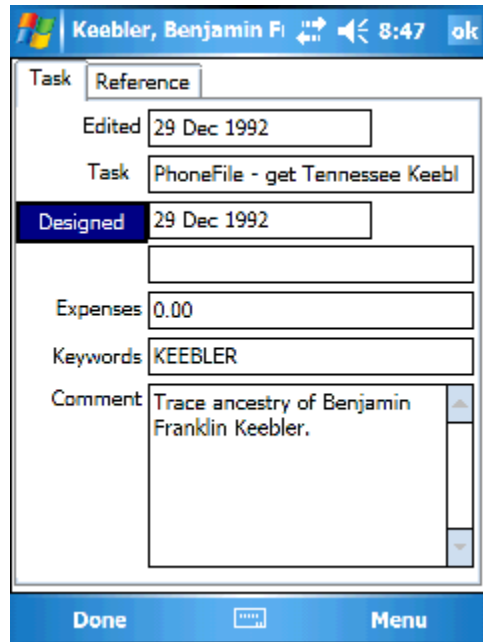 Keebler, Benjamin Fr 8:47 ok
Task Reference
Edited 29 Dec 1992
Task PhoneFile - get Tennessee Keebl
Designed 29 Dec 1992
Expenses 0.00
Keywords KEEBLER
Comment Trace ancestry of Benjamin
Franklin Keebler.
Done Menu